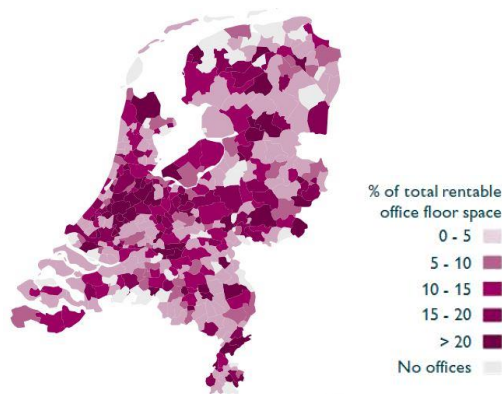 % of total rentable
office floor space
0 - 5
5 - 10
10 - 15
15 - 20
> 20
No offices